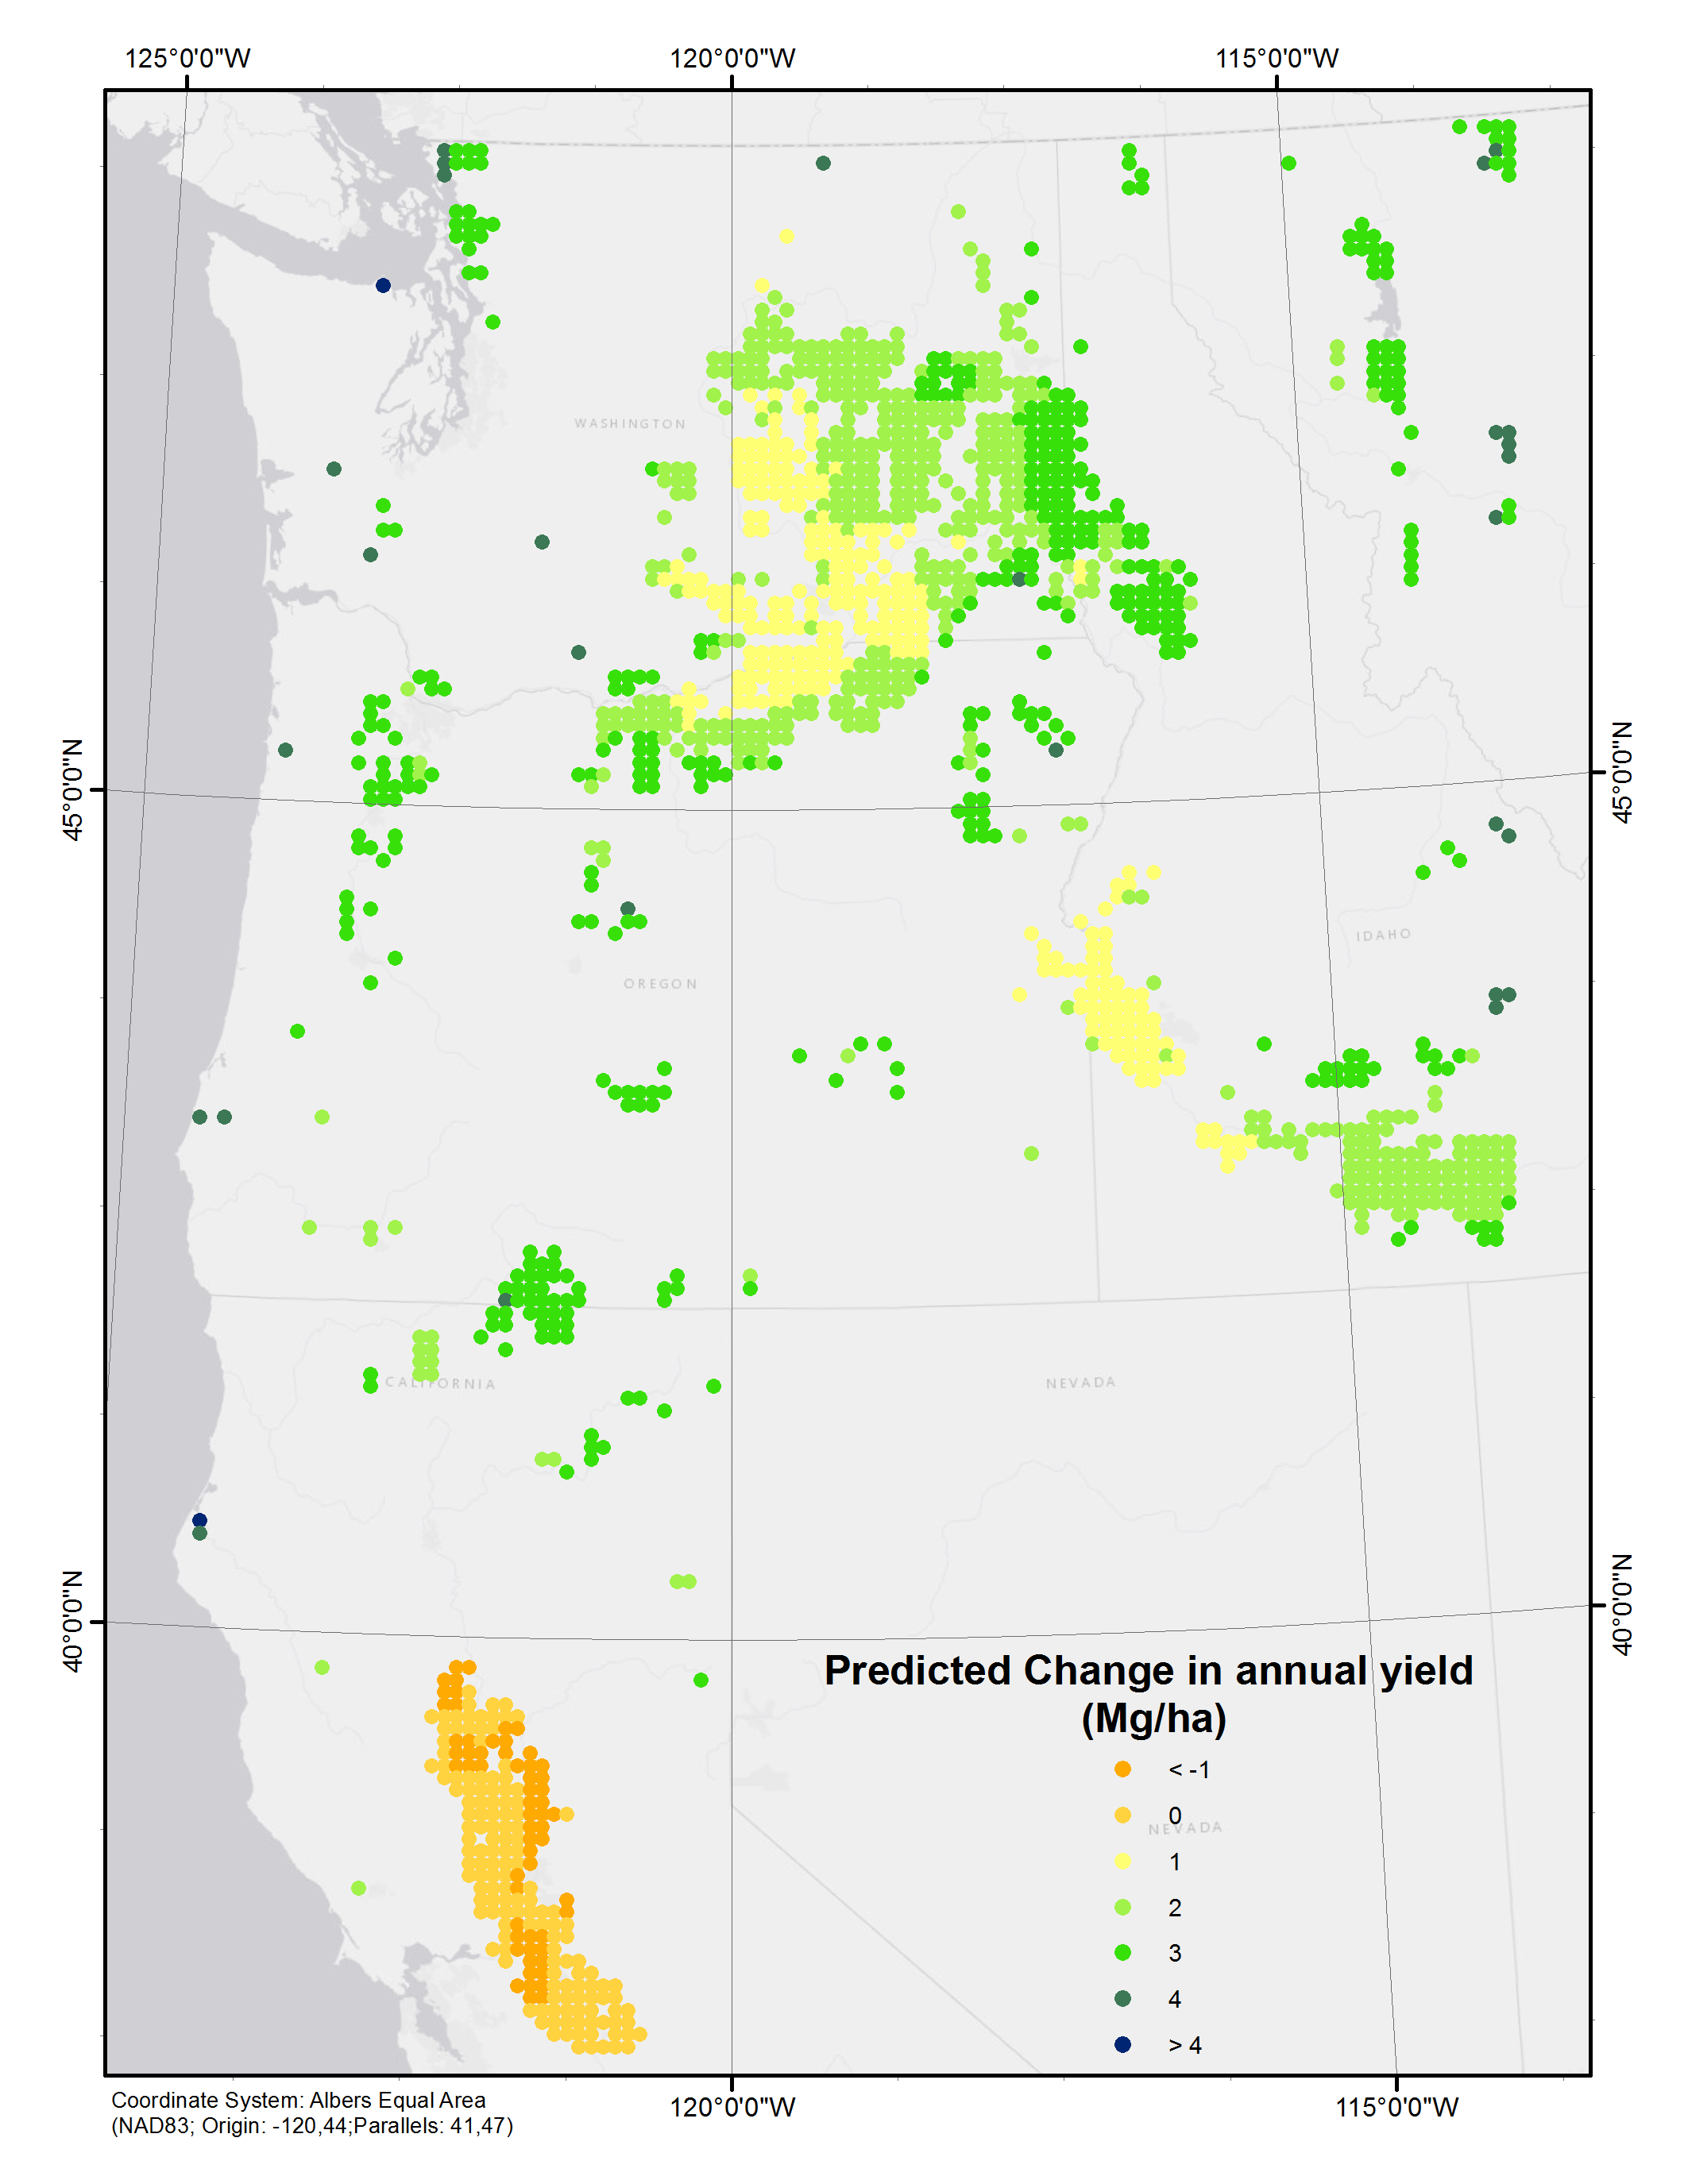 125°0'0"W 120°0'0"W 115°0'0"W
WASHINGTON
45°0'0"N 45°0'0"N
IDAHO
OREGON
CALIFORNIA NEVADA
40°0'0"N 40°0'0"N
Predicted Change in annual yield
(Mg/ha)
< -1
0
NEVADA
1
2
3
4
> 4
Coordinate System: Albers Equal Area
(NAD83; Origin: -120,44;Parallels: 41,47)
120°0'0"W 115°0'0"W